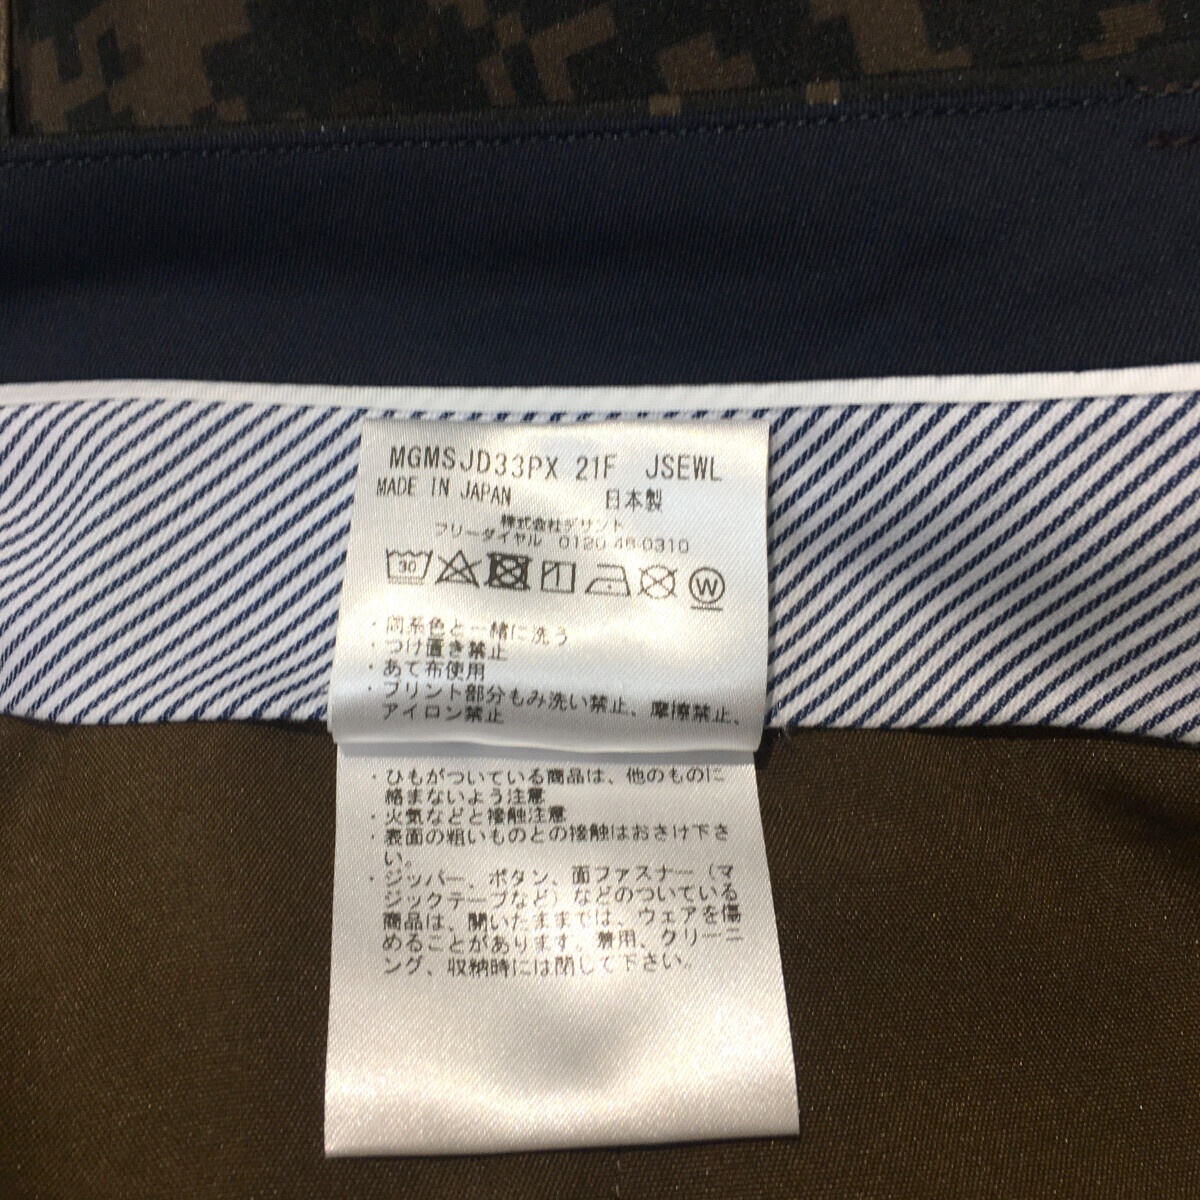 MGMSJD33PX 21F JSEWL
MADE IN JAPAN 日本製
株式会社デサント
フリーダイヤル 0120-46-0310
30 W
・同系色と一緒に洗う
・つけ置き禁止
・あて布使用
・プリント部分もみ洗い禁止、摩擦禁止、
アイロン禁止
・ひもがついている商品は、他のものに
絡まないよう注意
・火気などと接触注意
・表面の粗いものとの接触はおさけ下さ
い。
・ジッパー、ボタン、面ファスナー（マ
ジックテープなど）などのついている
商品は、開いたままでは、ウェアを傷
めることがあります。着用、クリーニ
ング、収納時には閉じて下さい。